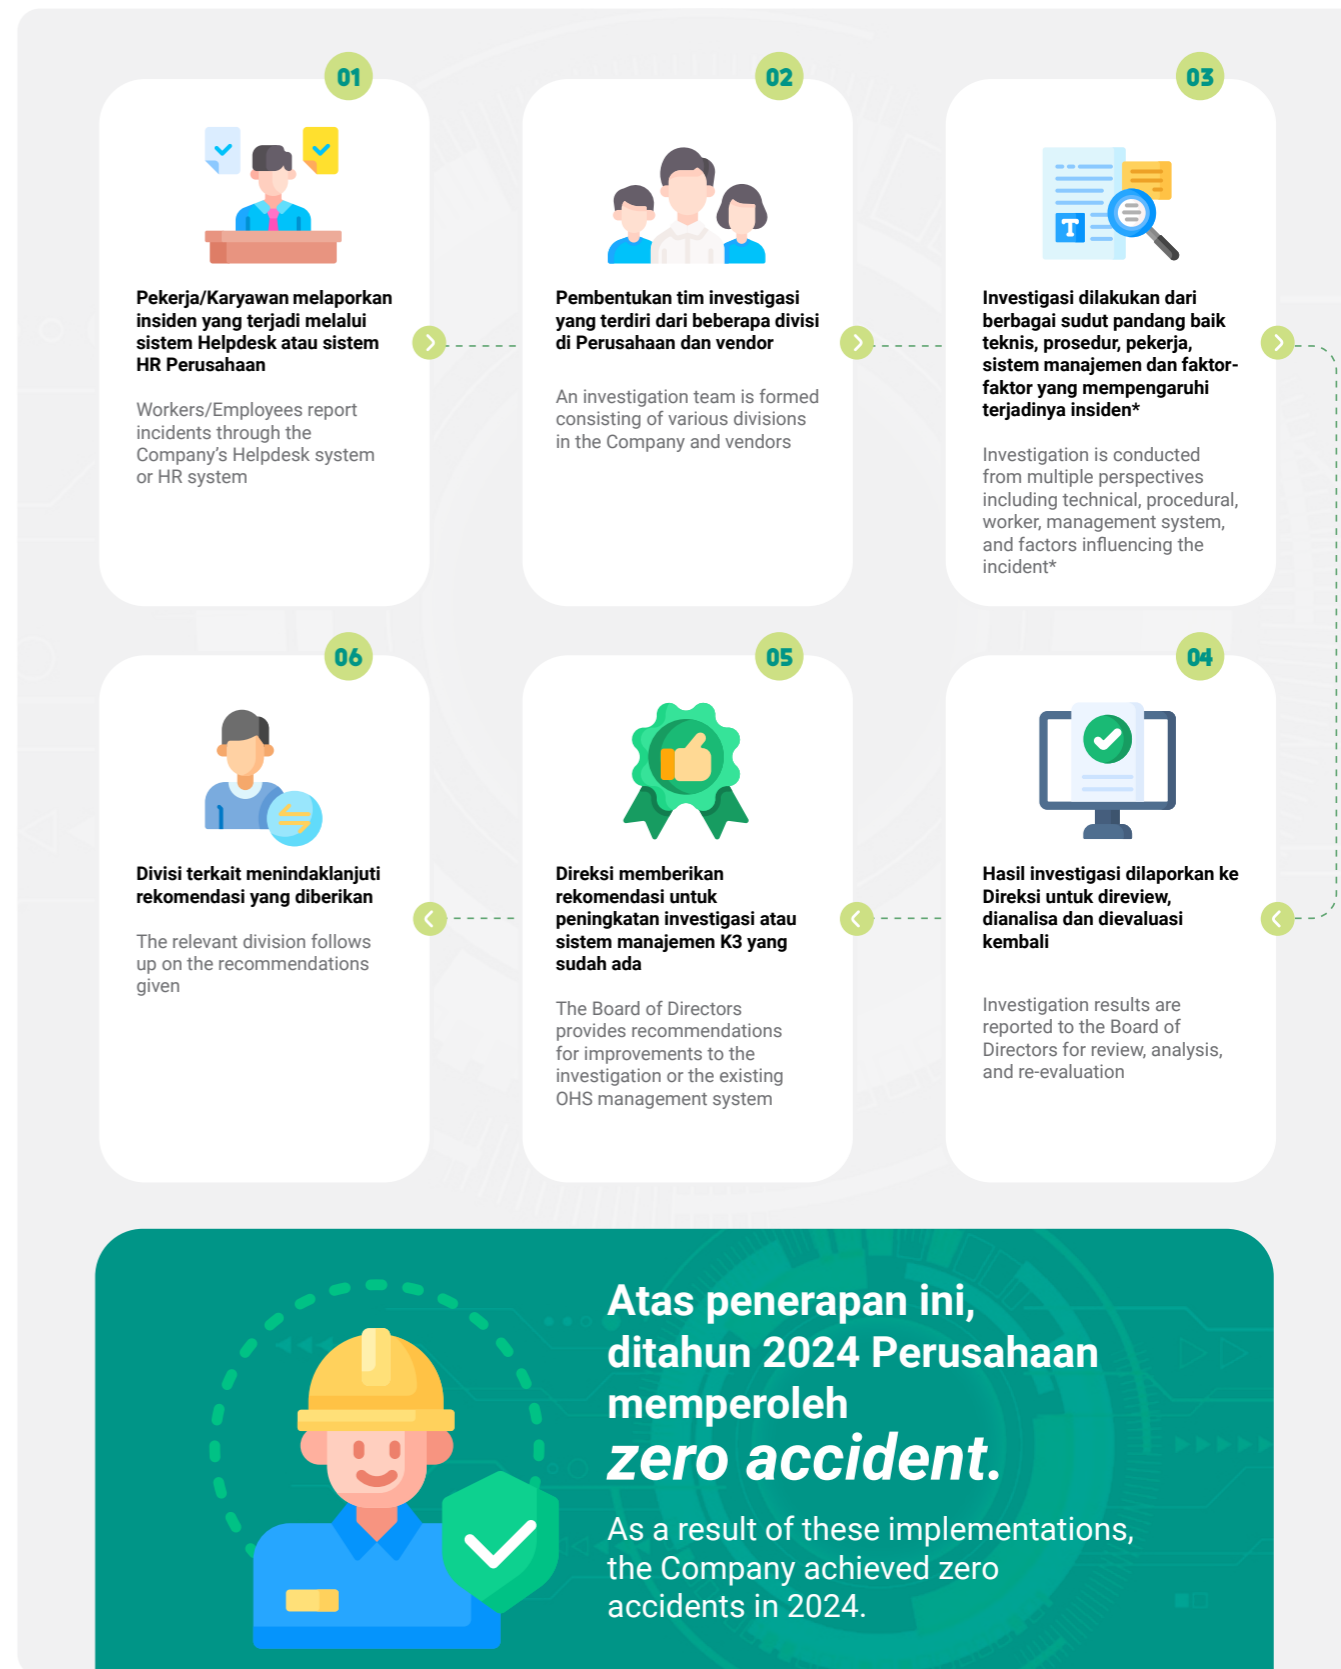 01
Pekerja/Karyawan melaporkan
insiden yang terjadi melalui
sistem Helpdesk atau sistem
HR Perusahaan
Workers/Employees report
incidents through the
Company's Helpdesk system
or HR system
02
Pembentukan tim investigasi
yang terdiri dari beberapa divisi
di Perusahaan dan vendor
An investigation team is formed
consisting of various divisions
in the Company and vendors
03
T
Investigasi dilakukan dari
berbagai sudut pandang baik
teknis, prosedur, pekerja,
sistem manajemen dan faktor-
faktor yang mempengaruhi
terjadinya insiden*
Investigation is conducted
from multiple perspectives
including technical, procedural,
worker, management system,
and factors influencing the
incident*
04
Hasil investigasi dilaporkan ke
Direksi untuk direview,
dianalisa dan dievaluasi
kembali
Investigation results are
reported to the Board of
Directors for review, analysis,
and re-evaluation
05
Direksi memberikan
rekomendasi untuk
peningkatan investigasi atau
sistem manajemen K3 yang
sudah ada
The Board of Directors
provides recommendations
for improvements to the
investigation or the existing
OHS management system
06
Divisi terkait menindaklanjuti
rekomendasi yang diberikan
The relevant division follows
up on the recommendations
given
Atas penerapan ini,
ditahun 2024 Perusahaan
memperoleh
zero accident.
As a result of these implementations,
the Company achieved zero
accidents in 2024.